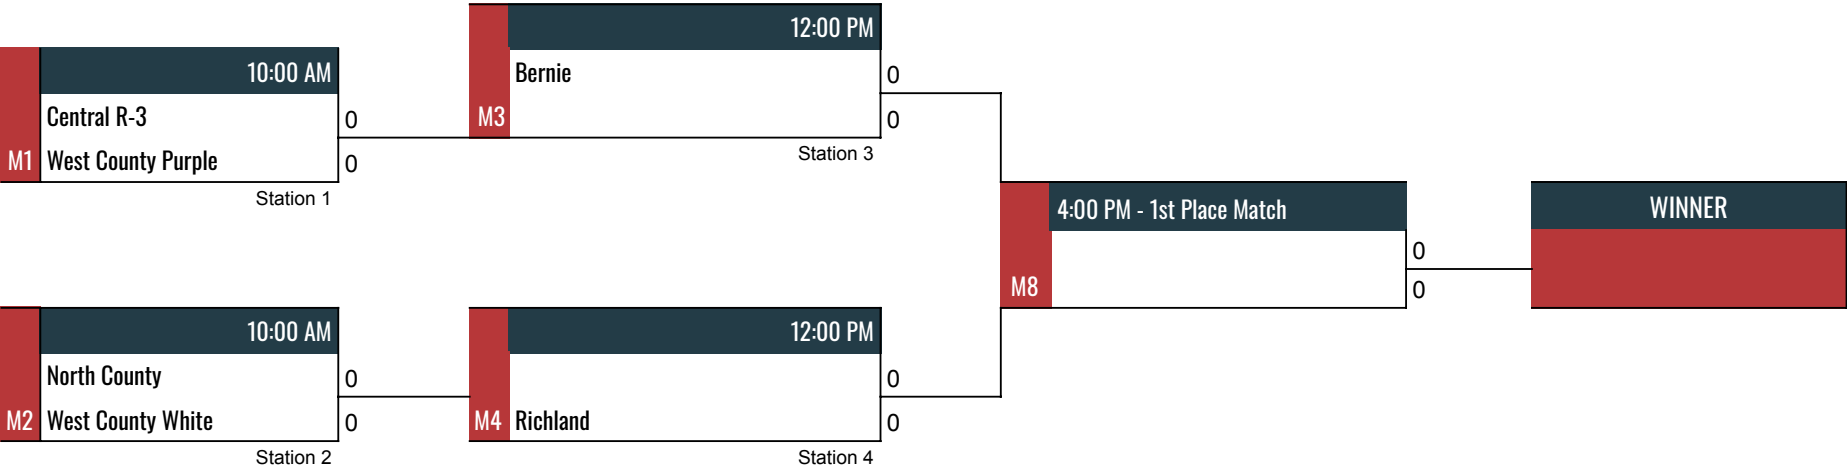 12:00 PM
Bernie
0
M3
0
Station 3
10:00 AM
Central R-3
0
M1
West County Purple
0
Station 1
4:00 PM - 1st Place Match
0
M8
0
WINNER
10:00 AM
North County
0
M2
West County White
0
Station 2
12:00 PM
0
M4
Richland
0
Station 4